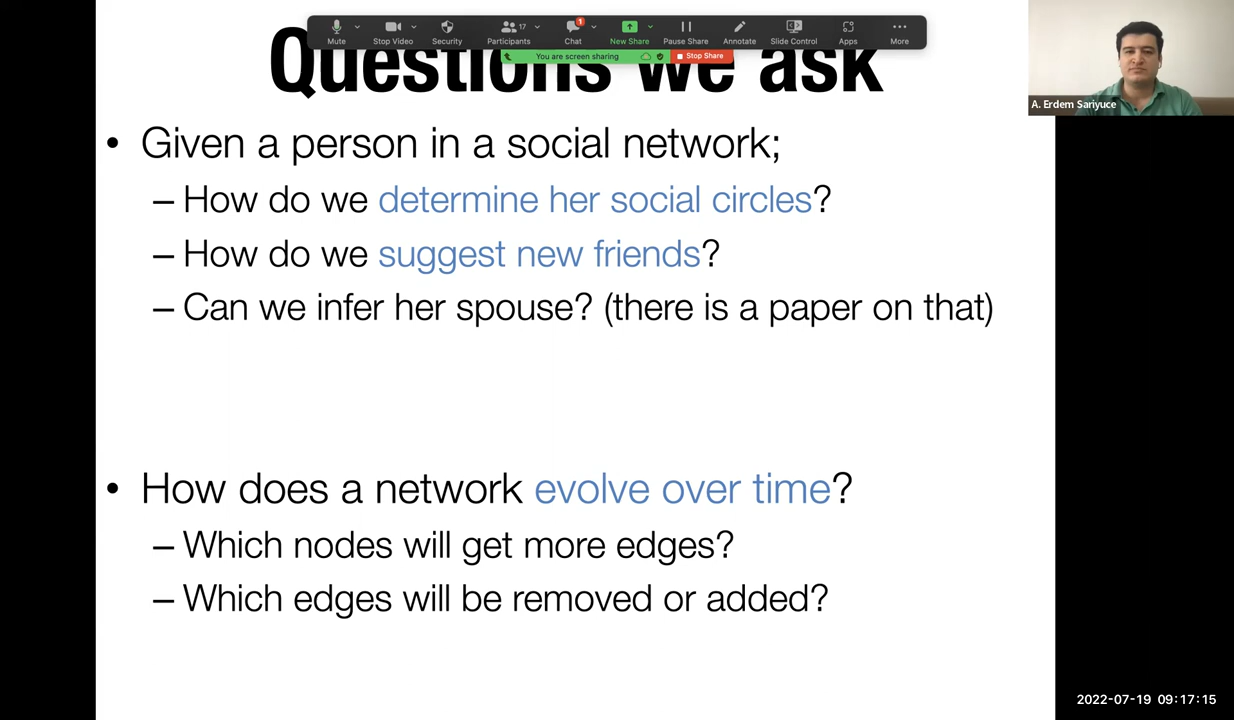 Mute
Stop Video
Security
17
Participants
1
Chat
New Share
Pause Share
Annotate
Slide Control
Apps
More
You are screen sharing
Stop Share
Questions we ask
A. Erdem Sariyuce
• Given a person in a social network;
– How do we determine her social circles?
– How do we suggest new friends?
– Can we infer her spouse? (there is a paper on that)
• How does a network evolve over time?
– Which nodes will get more edges?
– Which edges will be removed or added?
2022-07-19 09:17:15